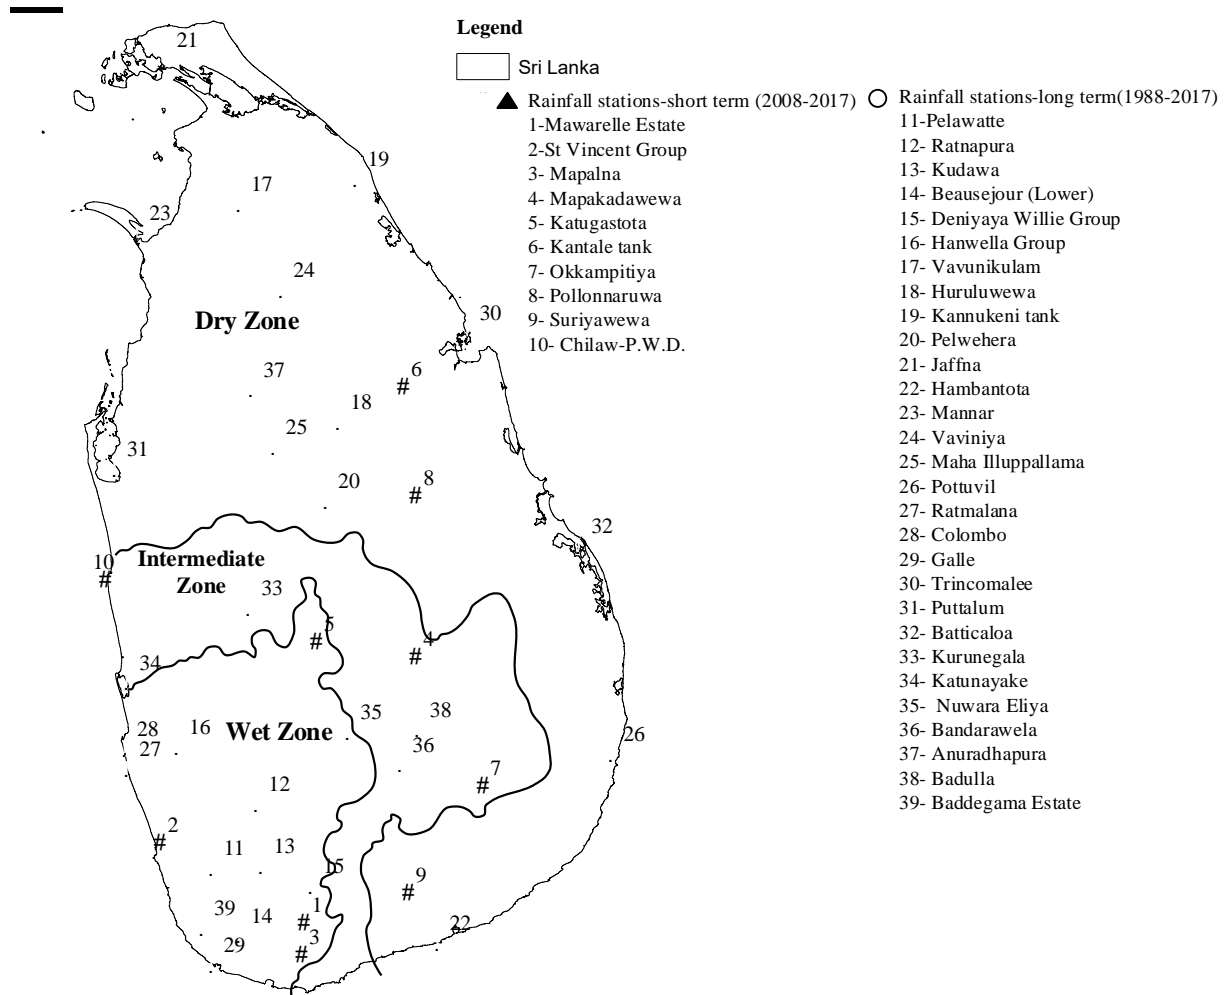 Legend
Sri Lanka
Rainfall stations-short term (2008-2017)
1-Mawarelle Estate
2-St Vincent Group
3- Mapalna
4- Mapakadawewa
5- Katugastota
6- Kantale tank
7- Okkampitiya
8- Pollonnaruwa
9- Suriyawewa
10- Chilaw-P.W.D.
Rainfall stations-long term(1988-2017)
11-Pelawatte
12- Ratnapura
13- Kudawa
14- Beausejour (Lower)
15- Deniyaya Willie Group
16- Hanwella Group
17- Vavunikulam
18- Huruluwewa
19- Kannukeni tank
20- Pelwehera
21- Jaffna
22- Hambantota
23- Mannar
24- Vaviniya
25- Maha Illuppallama
26- Pottuvil
27- Ratmalana
28- Colombo
29- Galle
30- Trincomalee
31- Puttalum
32- Batticaloa
33- Kurunegala
34- Katunayake
35- Nuwara Eliya
36- Bandarawela
37- Anuradhapura
38- Badulla
39- Baddegama Estate
21
19
17
23
24
30
Dry Zone
37
# 6
18
25
31
20
# 8
32
10
#
Intermediate
Zone
33
5
#
4
#
34
35
38
28
16
Wet Zone
26
27
36
12
# 7
# 2
11
13
15
# 9
39
14
# 1
22
29
# 3